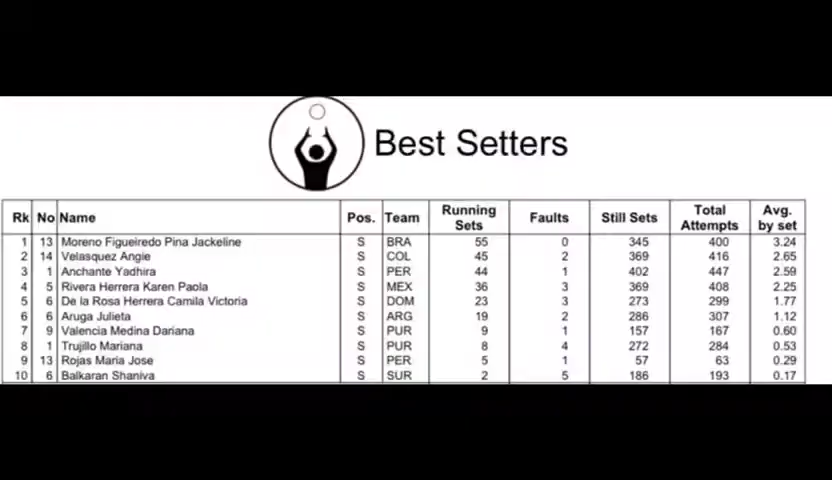 Best Setters
Rk No Name Pos. Team Running Sets Faults Still Sets Total Attempts Avg. by set
1 13 Moreno Figueiredo Pina Jackeline S BRA 55 0 345 400 3.24
2 14 Velasquez Angie S COL 45 2 369 416 2.65
3 1 Anchante Yadhira S PER 44 1 402 447 2.59
4 5 Rivera Herrera Karen Paola S MEX 36 3 369 408 2.25
5 6 De la Rosa Herrera Camila Victoria S DOM 23 3 273 299 1.77
6 6 Aruga Julieta S ARG 19 2 286 307 1.12
7 9 Valencia Medina Dariana S PUR 9 1 157 167 0.60
8 1 Trujillo Mariana S PUR 8 4 272 284 0.53
9 13 Rojas Maria Jose S PER 5 1 57 63 0.29
10 6 Balkaran Shaniva S SUR 2 5 186 193 0.17